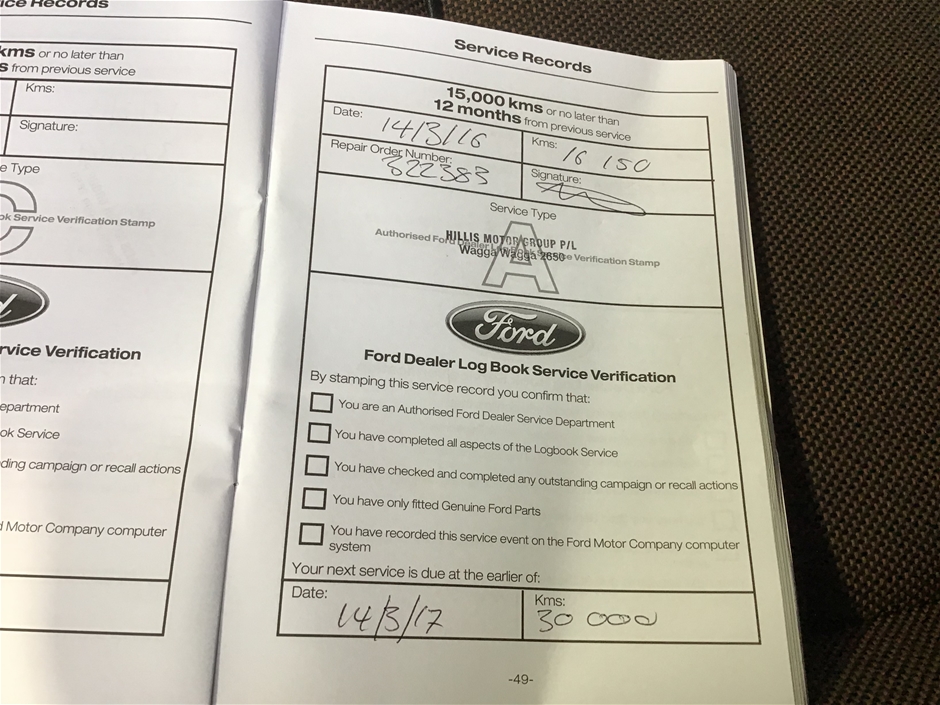 ice Records
kms or no later than
s from previous service
Kms:
Signature:
e Type
ok Service Verification Stamp
rvice Verification
n that:
epartment
ok Service
ding campaign or recall actions
d Motor Company computer
Service Records
15,000 kms or no later than
12 months from previous service
Date: 14/3/16
Kms: 16 150
Repair Order Number: 822383
Signature:
Service Type
A
Authorised Ford Dealer Log Book Service Verification Stamp
HILLIS MOTOR GROUP P/L
Wagga Wagga 2650
Ford
Ford Dealer Log Book Service Verification
By stamping this service record you confirm that:
You are an Authorised Ford Dealer Service Department
You have completed all aspects of the Logbook Service
You have checked and completed any outstanding campaign or recall actions
You have only fitted Genuine Ford Parts
You have recorded this service event on the Ford Motor Company computer
system
Your next service is due at the earlier of:
Date: 14/3/17
Kms: 30 000
-49-